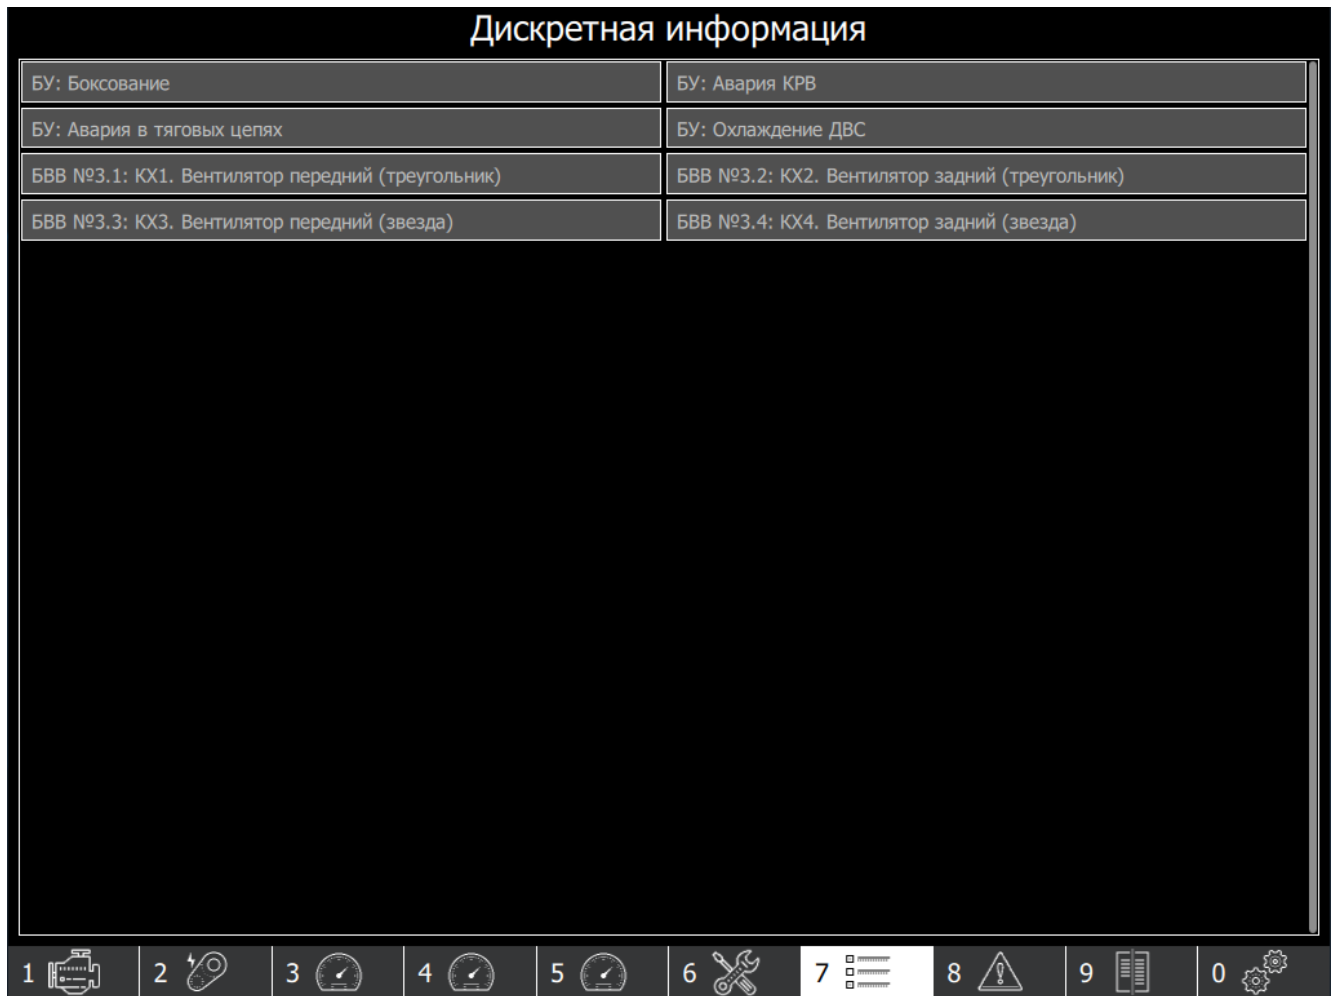 Дискретная информация
БУ: Боксование
БУ: Авария КРВ
БУ: Авария в тяговых цепях
БУ: Охлаждение ДВС
БВВ №3.1: КХ1. Вентилятор передний (треугольник)
БВВ №3.2: КХ2. Вентилятор задний (треугольник)
БВВ №3.3: КХ3. Вентилятор передний (звезда)
БВВ №3.4: КХ4. Вентилятор задний (звезда)
1 2 3 4 5 6 7 8 9 0